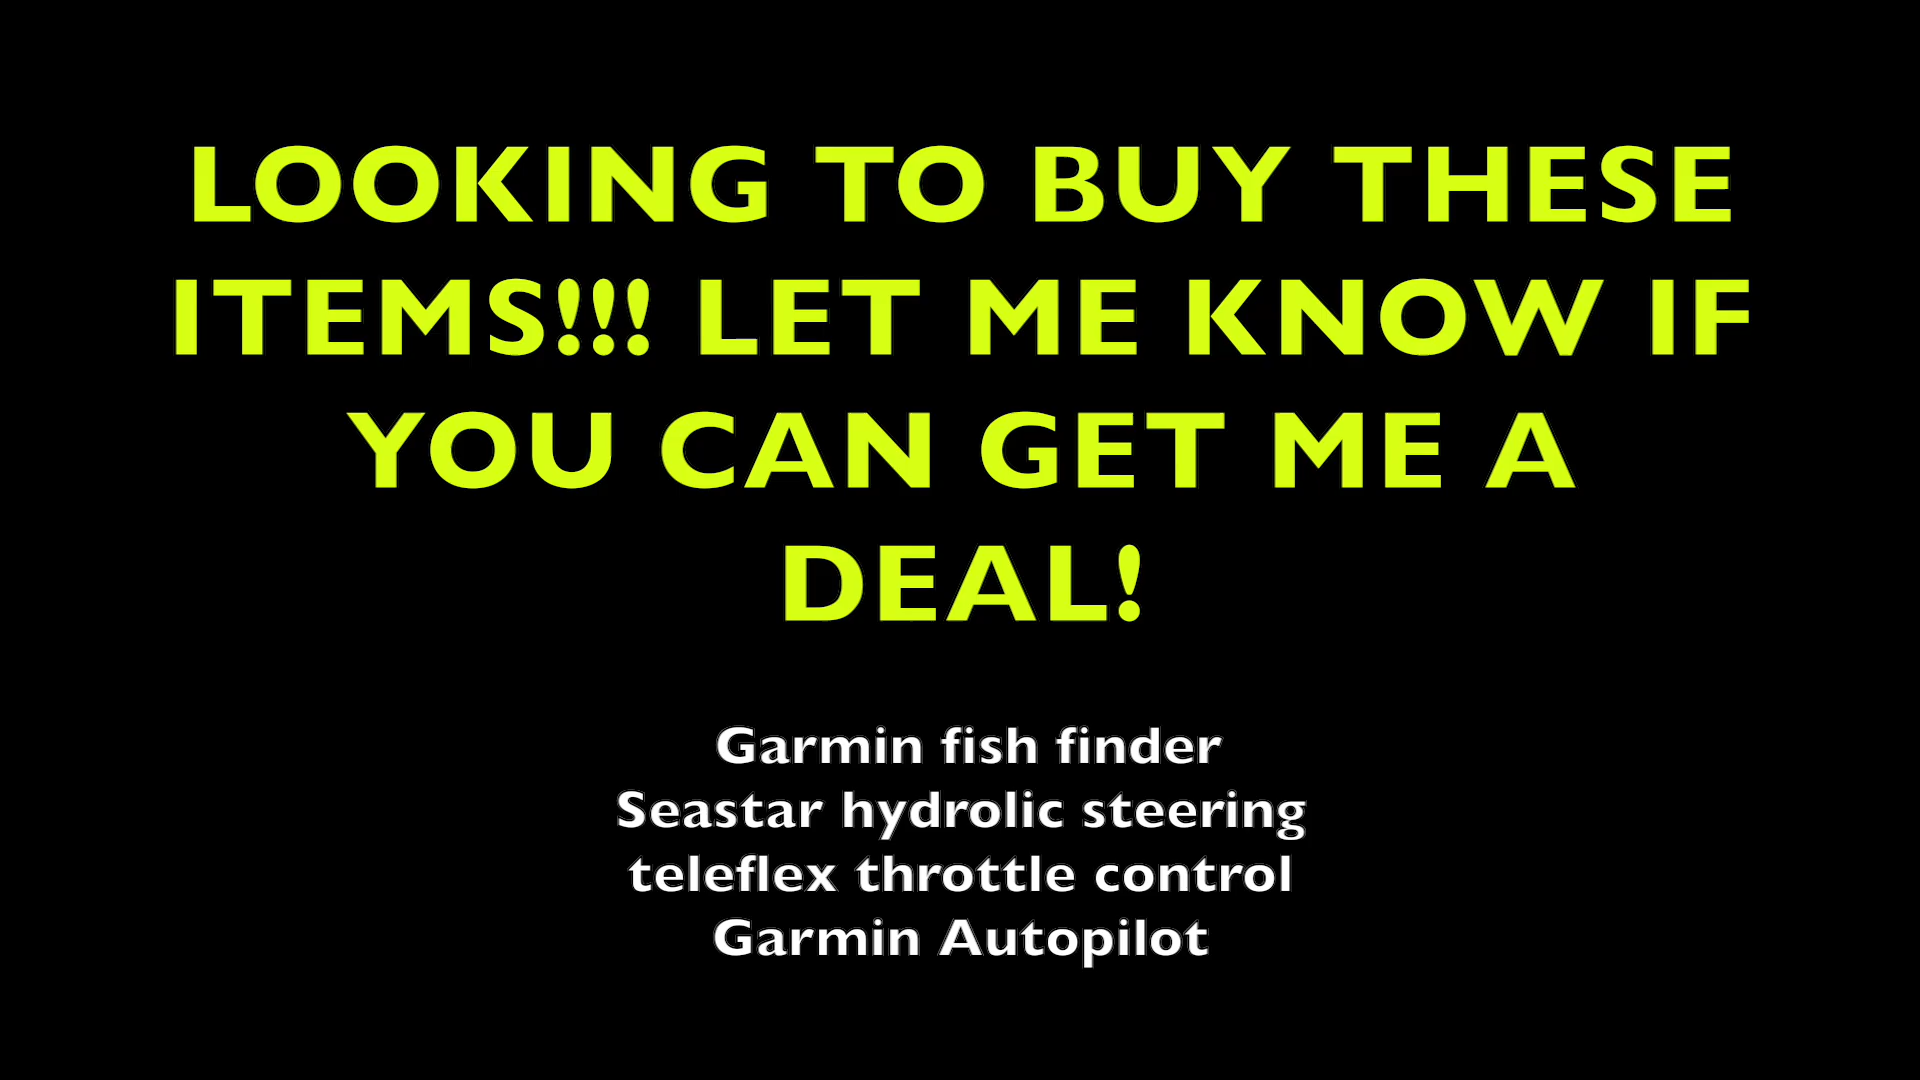 LOOKING TO BUY THESE
ITEMS!!! LET ME KNOW IF
YOU CAN GET ME A
DEAL!
Garmin fish finder
Seastar hydrolic steering
teleflex throttle control
Garmin Autopilot